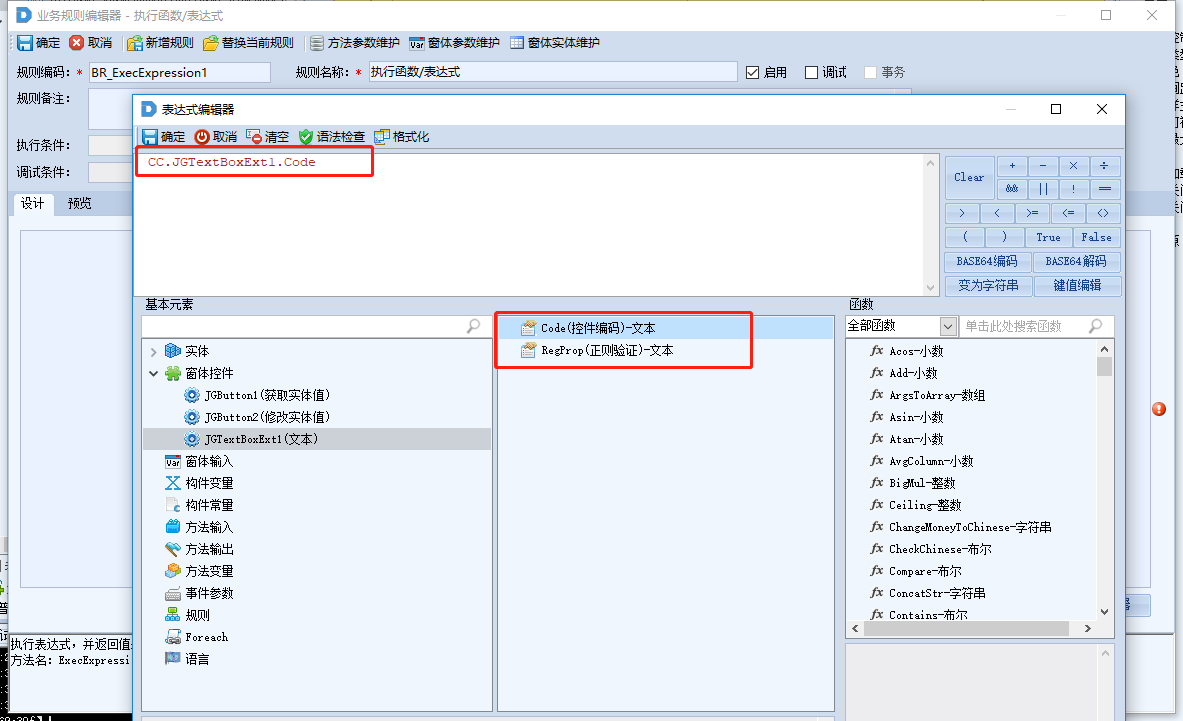 业务规则编辑器 - 执行函数/表达式
确定 取消 新增规则 替换当前规则 方法参数维护 窗体参数维护 窗体实体维护
规则编码: * BR_ExecExpression1 规则名称: * 执行函数/表达式 启用 调试 事务
规则备注:
执行条件:
调试条件:
设计 预览
表达式编辑器
确定 取消 清空 语法检查 格式化
CC.JGTextBoxExt1.Code
Clear + - × ÷
&& || ! ==
> < >= <= <>
( ) True False
BASE64编码 BASE64解码
变为字符串 键值编辑
基本元素
实体
窗体控件
JGButton1(获取实体值)
JGButton2(修改实体值)
JGTextBoxExt1(文本)
窗体输入
构件变量
构件常量
方法输入
方法输出
方法变量
事件参数
规则
Foreach
语言
Code(控件编码)-文本
RegProp(正则验证)-文本
函数
全部函数 单击此处搜索函数
Acos-小数
Add-小数
ArgsToArray-数组
Asin-小数
Atan-小数
AvgColumn-小数
BigMul-整数
Ceiling-整数
ChangeMoneyToChinese-字符串
CheckChinese-布尔
Compare-布尔
ConcatStr-字符串
Contains-布尔
执行表达式，并返回值
方法名: ExecExpressi